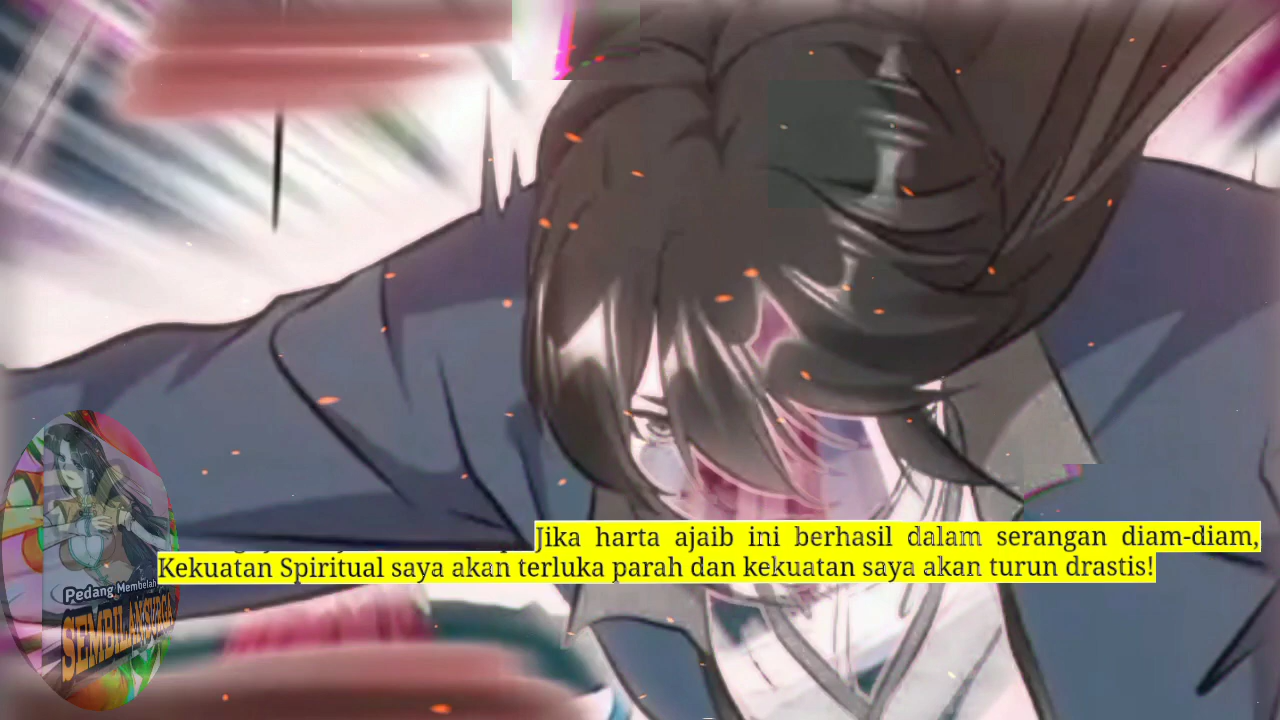 Jika harta ajaib ini berhasil dalam serangan diam-diam,
Kekuatan Spiritual saya akan terluka parah dan kekuatan saya akan turun drastis!
Pedang Membelah
SEMBILAN SURGA